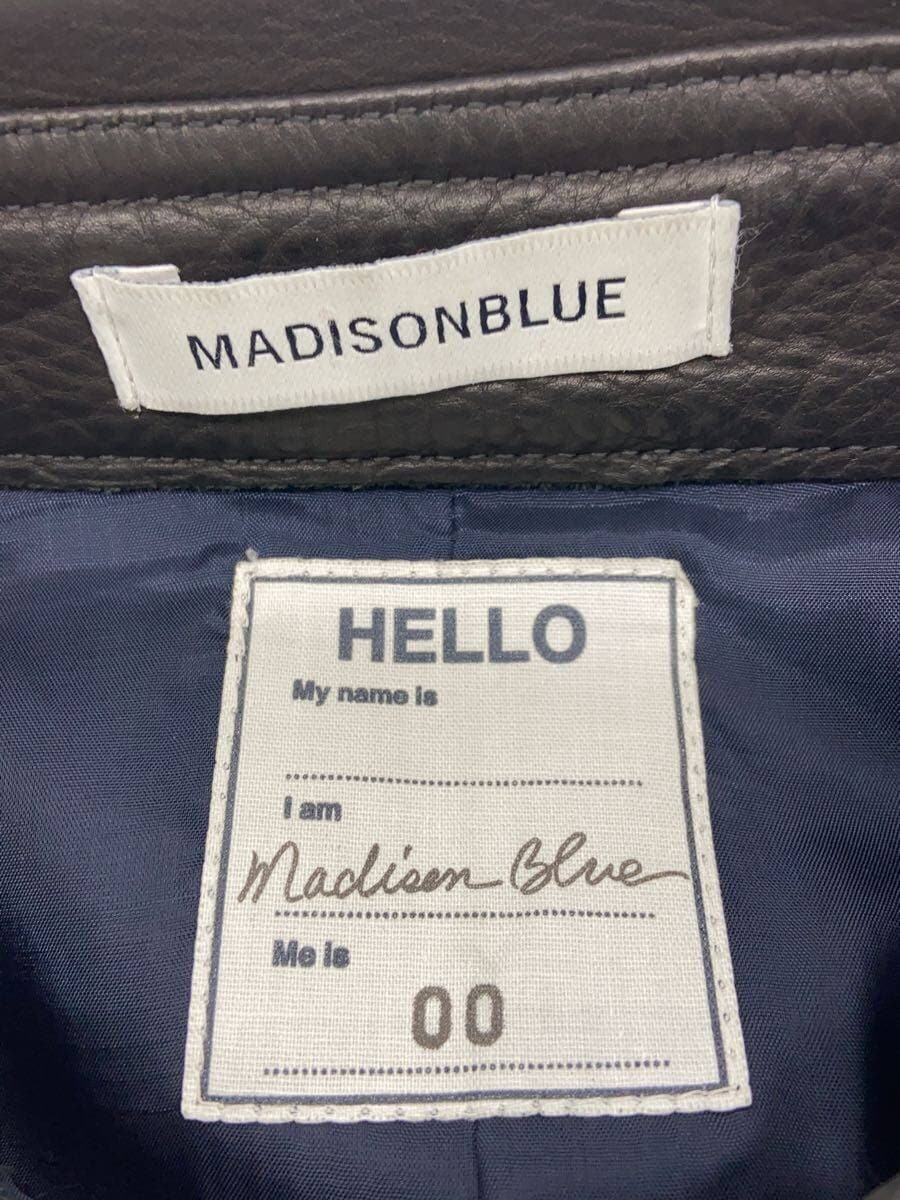 MADISONBLUE
HELLO
My name is
I am
Madison Blue
Me is
00